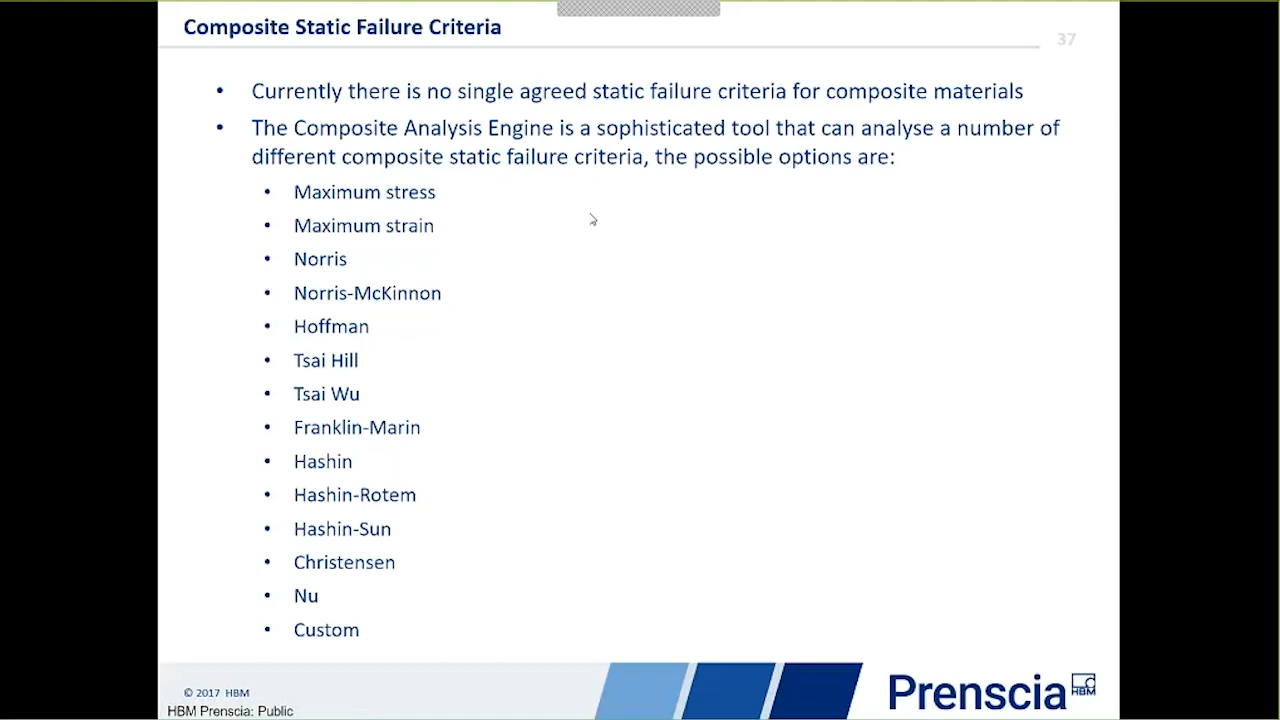 Composite Static Failure Criteria
37
• Currently there is no single agreed static failure criteria for composite materials
• The Composite Analysis Engine is a sophisticated tool that can analyse a number of
different composite static failure criteria, the possible options are:
• Maximum stress
• Maximum strain
• Norris
• Norris-McKinnon
• Hoffman
• Tsai Hill
• Tsai Wu
• Franklin-Marin
• Hashin
• Hashin-Rotem
• Hashin-Sun
• Christensen
• Nu
• Custom
© 2017 HBM
HBM Prenscia: Public
Prenscia
HBM